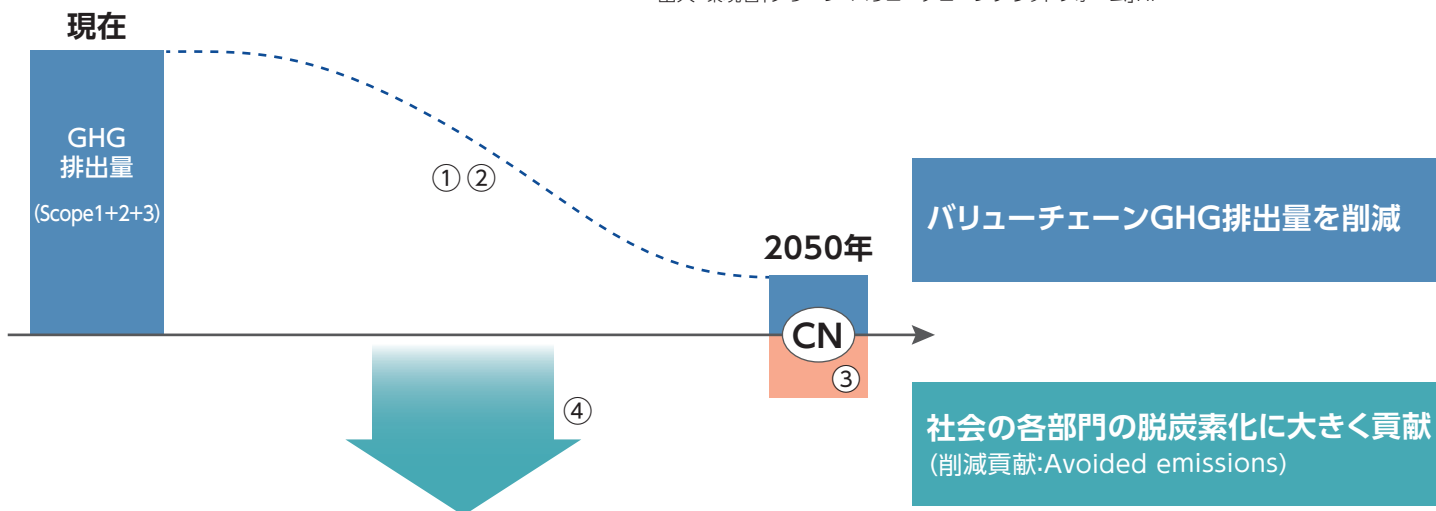 現在
GHG
排出量
(Scope1+2+3)
① ②
バリューチェーンGHG排出量を削減
2050年
CN
③
④
社会の各部門の脱炭素化に大きく貢献
(削減貢献:Avoided emissions)